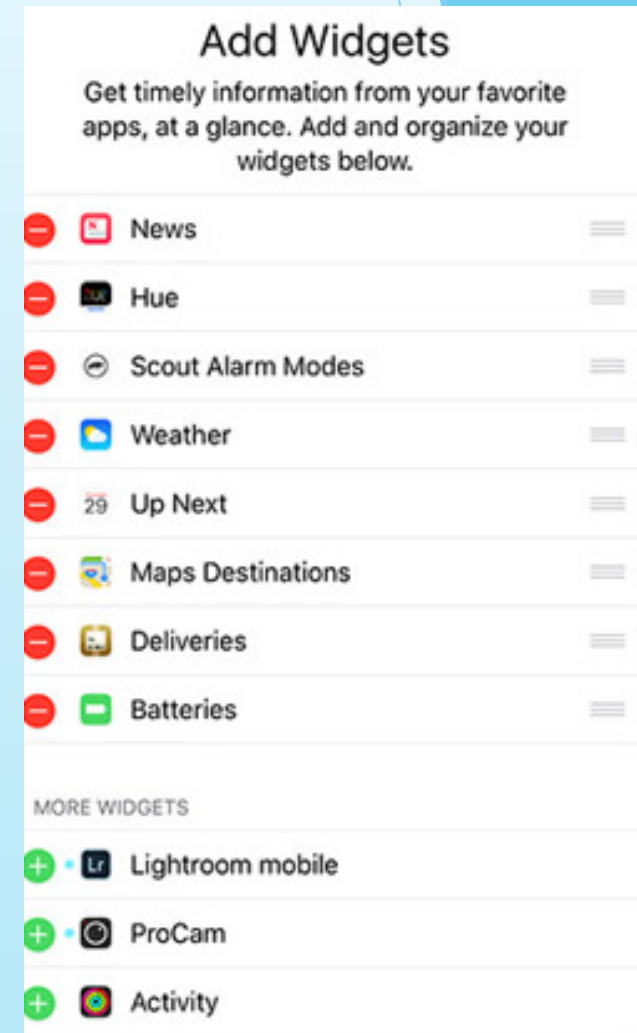 Add Widgets
Get timely information from your favorite
apps, at a glance. Add and organize your
widgets below.
News
Hue
Scout Alarm Modes
Weather
29 Up Next
Maps Destinations
Deliveries
Batteries
MORE WIDGETS
Lr Lightroom mobile
ProCam
Activity